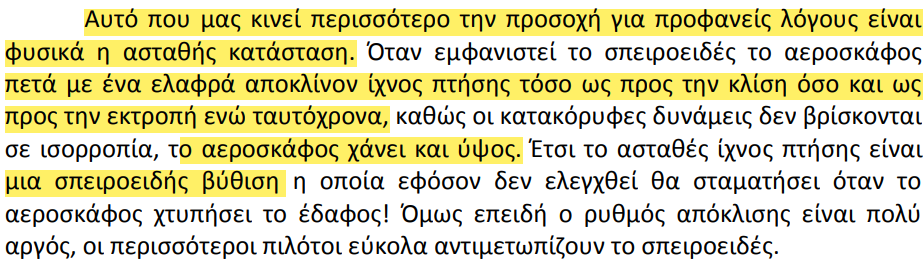 Αυτό που μας κινεί περισσότερο την προσοχή για προφανείς λόγους είναι
φυσικά η ασταθής κατάσταση. Όταν εμφανιστεί το σπειροειδές το αεροσκάφος
πετά με ένα ελαφρά αποκλίνον ίχνος πτήσης τόσο ως προς την κλίση όσο και ως
προς την εκτροπή ενώ ταυτόχρονα, καθώς οι κατακόρυφες δυνάμεις δεν βρίσκονται
σε ισορροπία, το αεροσκάφος χάνει και ύψος. Έτσι το ασταθές ίχνος πτήσης είναι
μια σπειροειδής βύθιση η οποία εφόσον δεν ελεγχθεί θα σταματήσει όταν το
αεροσκάφος χτυπήσει το έδαφος! Όμως επειδή ο ρυθμός απόκλισης είναι πολύ
αργός, οι περισσότεροι πιλότοι εύκολα αντιμετωπίζουν το σπειροειδές.